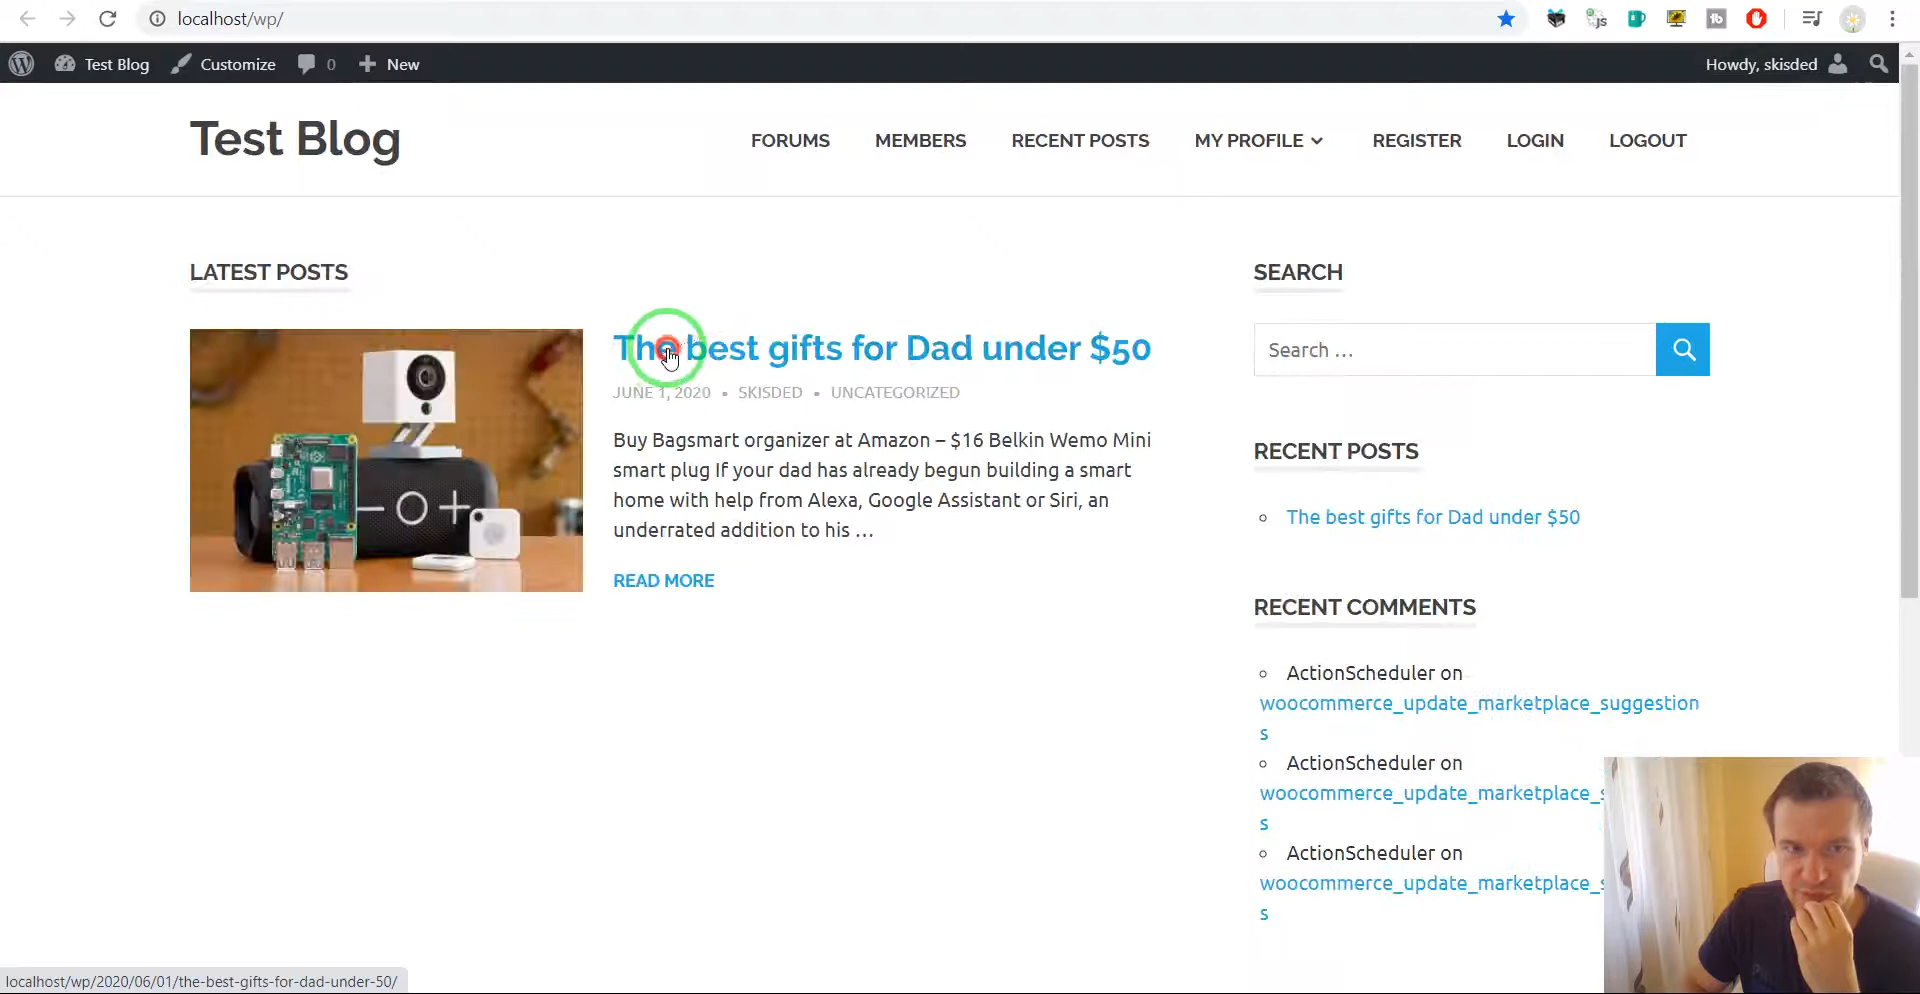 localhost/wp/
Test Blog
Customize
0
New
Howdy, skisded
Test Blog
FORUMS
MEMBERS
RECENT POSTS
MY PROFILE
REGISTER
LOGIN
LOGOUT
LATEST POSTS
The best gifts for Dad under $50
JUNE 1, 2020 • SKISDED • UNCATEGORIZED
Buy Bagsmart organizer at Amazon – $16 Belkin Wemo Mini
smart plug If your dad has already begun building a smart
home with help from Alexa, Google Assistant or Siri, an
underrated addition to his …
READ MORE
SEARCH
Search …
RECENT POSTS
The best gifts for Dad under $50
RECENT COMMENTS
ActionScheduler on
woocommerce_update_marketplace_suggestion
s
ActionScheduler on
woocommerce_update_marketplace_s
s
ActionScheduler on
woocommerce_update_marketplace_s
s
localhost/wp/2020/06/01/the-best-gifts-for-dad-under-50/